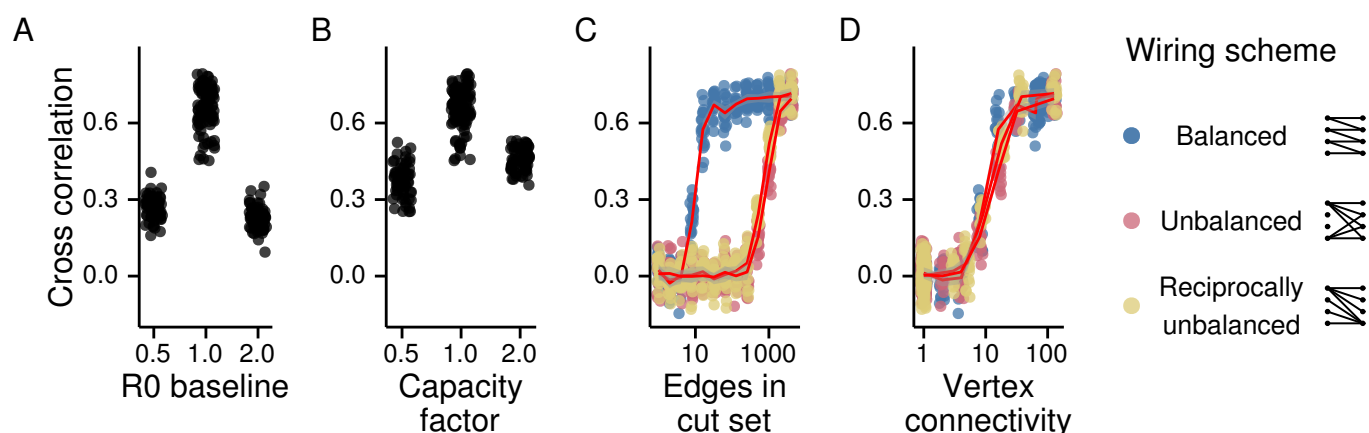 A
B
C
D
Cross correlation
0.6
0.3
0.0
0.5 1.0 2.0
R0 baseline
0.6
0.3
0.0
0.5 1.0 2.0
Capacity
factor
0.6
0.3
0.0
10 1000
Edges in
cut set
0.6
0.3
0.0
1 10 100
Vertex
connectivity
Wiring scheme
Balanced
Unbalanced
Reciprocally
unbalanced